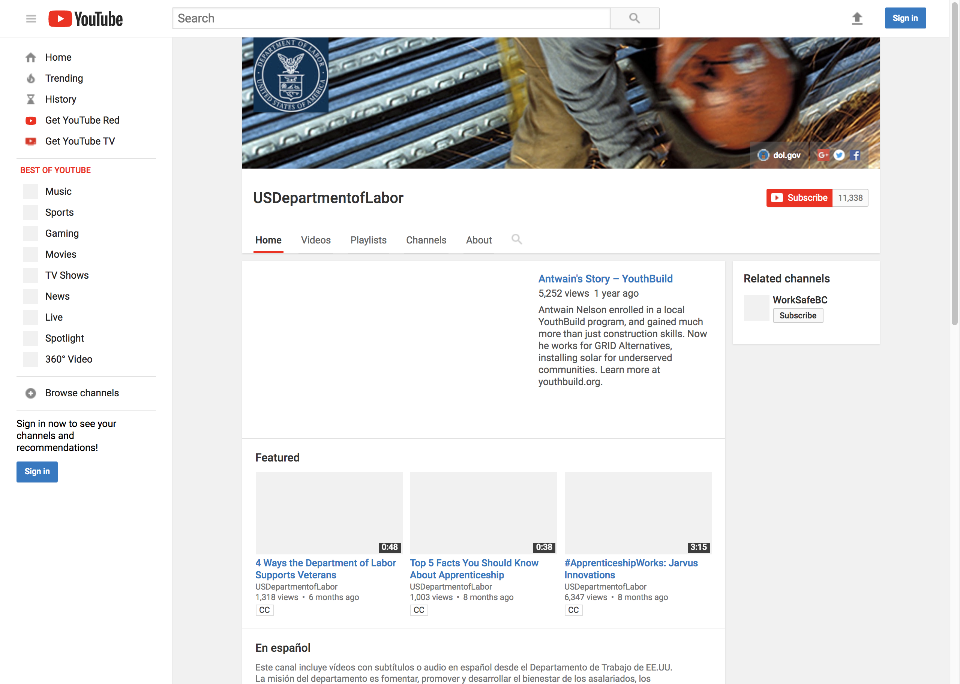 YouTube
Search
Sign in
Home
Trending
History
Get YouTube Red
Get YouTube TV
BEST OF YOUTUBE
Music
Sports
Gaming
Movies
TV Shows
News
Live
Spotlight
360° Video
Browse channels
Sign in now to see your
channels and
recommendations!
Sign in
DEPARTMENT OF LABOR
UNITED STATES OF AMERICA
dol.gov
USDepartmentofLabor
Subscribe 11,338
Home Videos Playlists Channels About
Antwain's Story – YouthBuild
5,252 views 1 year ago
Antwain Nelson enrolled in a local
YouthBuild program, and gained much
more than just construction skills. Now
he works for GRID Alternatives,
installing solar for underserved
communities. Learn more at
youthbuild.org.
Related channels
WorkSafeBC
Subscribe
Featured
0:48
4 Ways the Department of Labor
Supports Veterans
USDepartmentofLabor
1,318 views • 6 months ago
CC
0:38
Top 5 Facts You Should Know
About Apprenticeship
USDepartmentofLabor
1,003 views • 8 months ago
CC
3:15
#ApprenticeshipWorks: Jarvus
Innovations
USDepartmentofLabor
6,347 views • 8 months ago
CC
En español
Este canal incluye vídeos con subtítulos o audio en español desde el Departamento de Trabajo de EE.UU.
La misión del departamento es fomentar, promover y desarrollar el bienestar de los asalariados, los